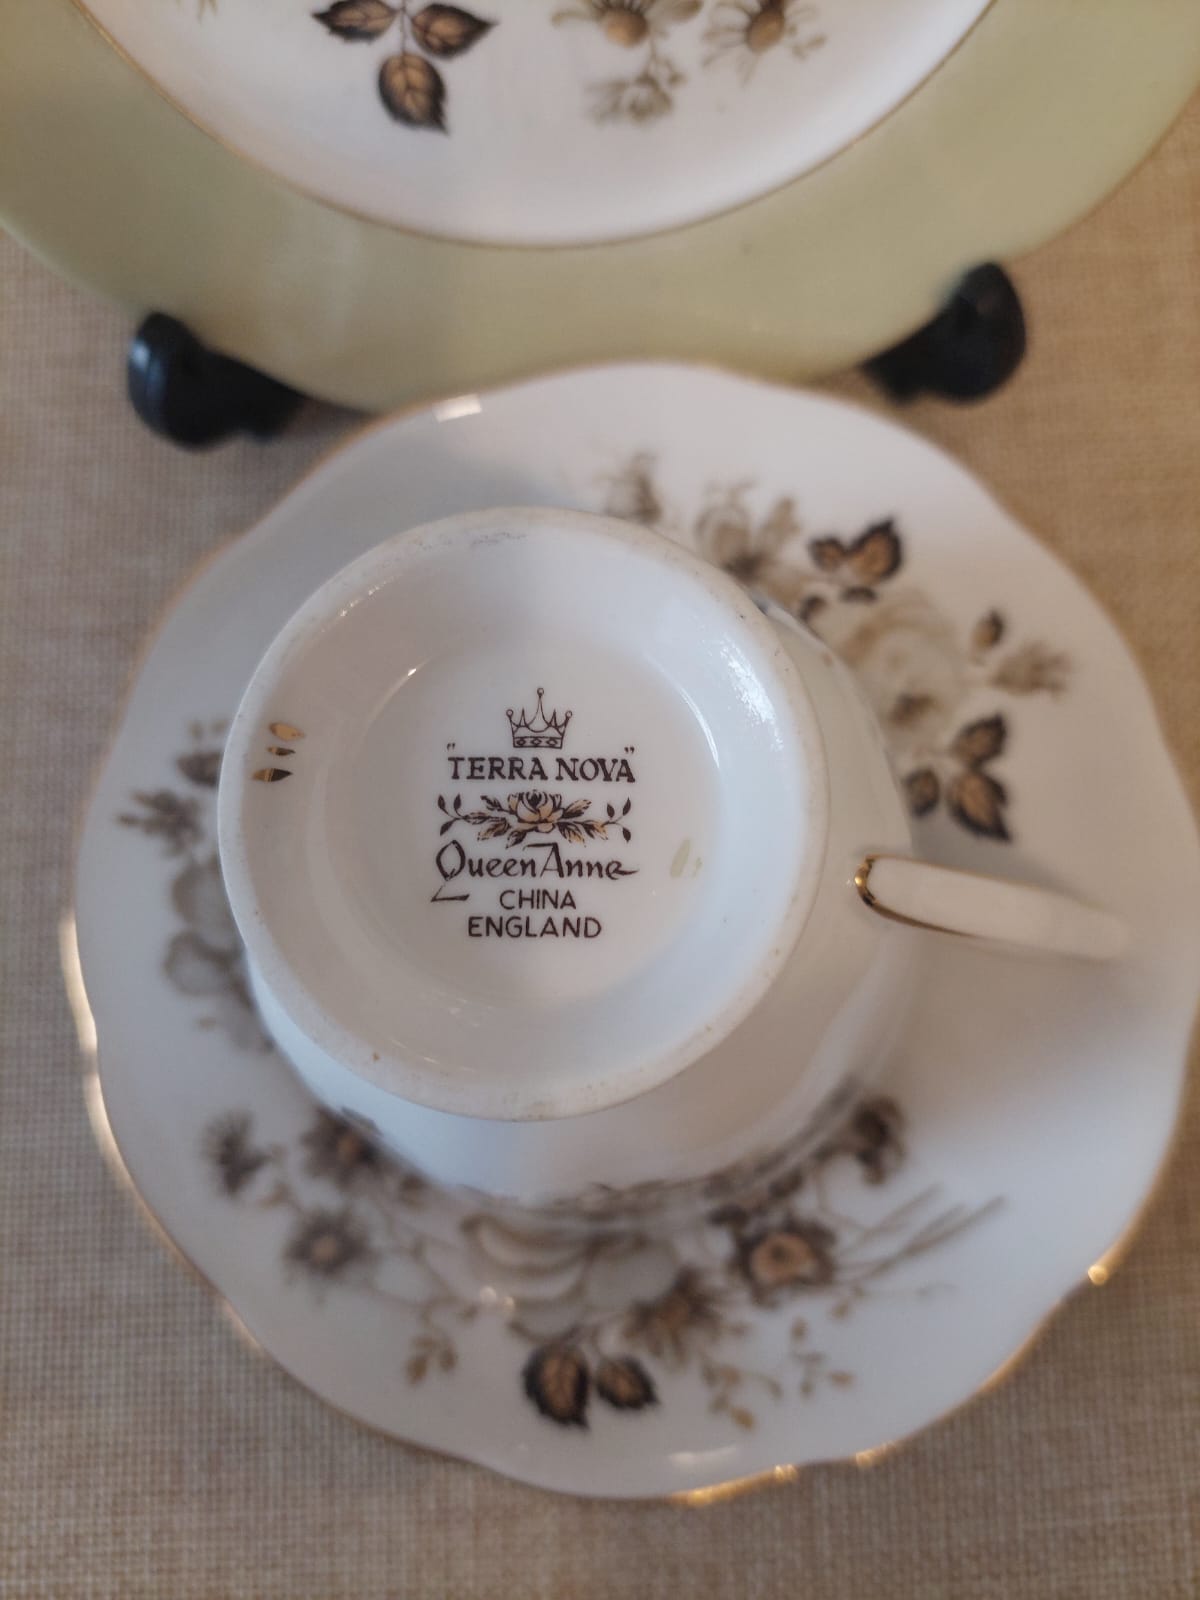 "TERRA NOVA"
Queen Anne
CHINA
ENGLAND